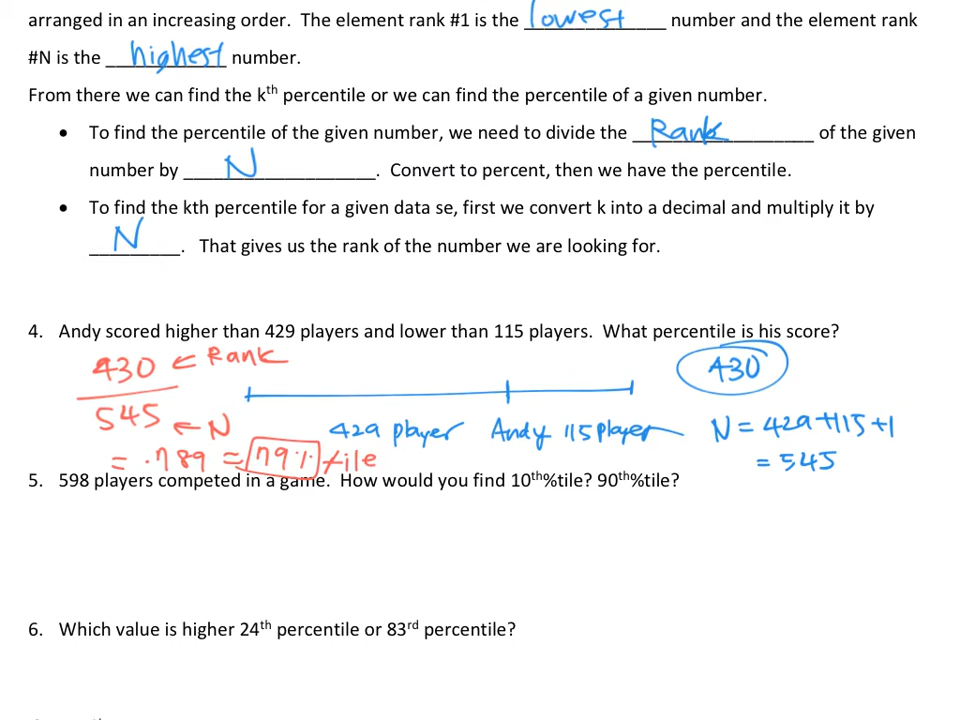 arranged in an increasing order. The element rank #1 is the lowest number and the element rank
#N is the highest number.
From there we can find the kth percentile or we can find the percentile of a given number.
• To find the percentile of the given number, we need to divide the Rank of the given
number by N. Convert to percent, then we have the percentile.
• To find the kth percentile for a given data se, first we convert k into a decimal and multiply it by
N. That gives us the rank of the number we are looking for.
4. Andy scored higher than 429 players and lower than 115 players. What percentile is his score?
430 ← Rank
430
545 ← N
429 player Andy 115 player
N = 429+115+1
= .789 = 79% tile
= 545
5. 598 players competed in a game. How would you find 10th%tile? 90th%tile?
6. Which value is higher 24th percentile or 83rd percentile?